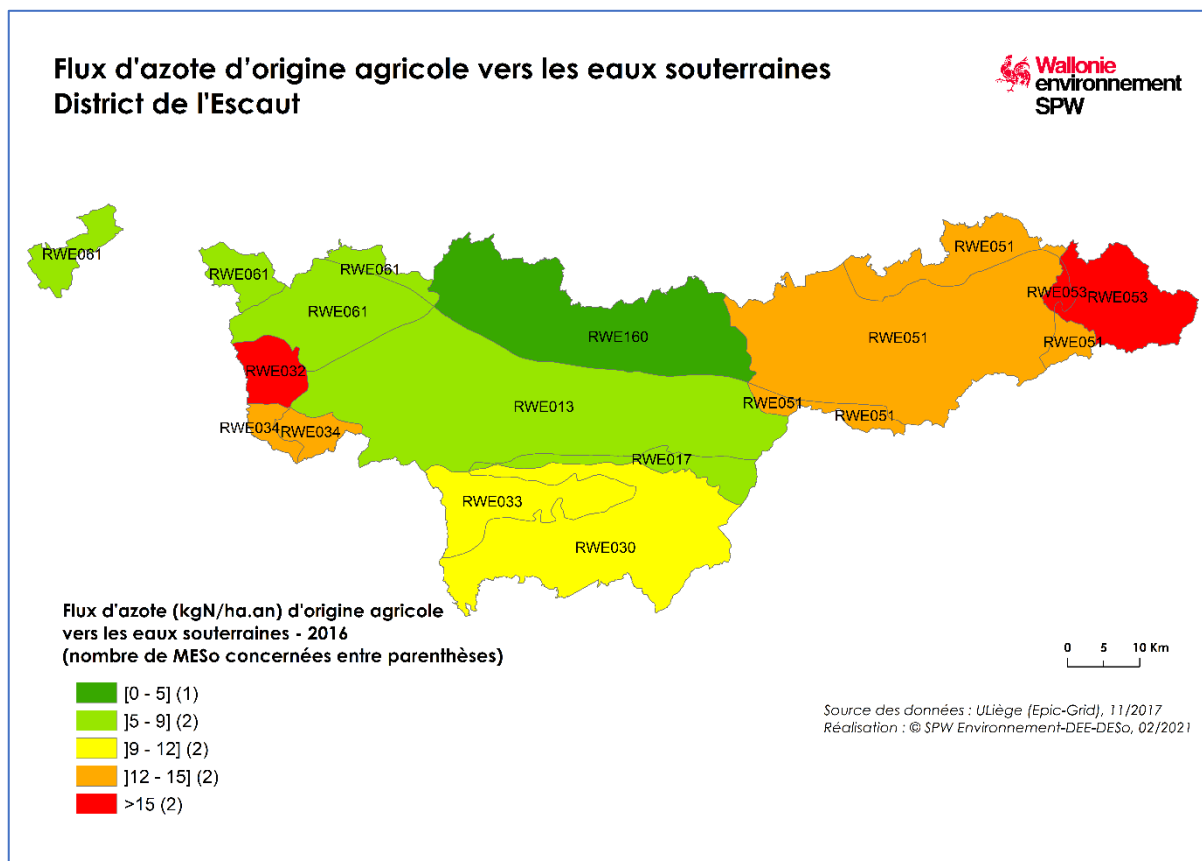 Flux d'azote d'origine agricole vers les eaux souterraines
District de l'Escaut
Wallonie
environnement
SPW
RWE061
RWE061
RWE061
RWE061
RWE051
RWE053
RWE053
RWE160
RWE051
RWE051
RWE032
RWE013
RWE051
RWE051
RWE034
RWE034
RWE017
RWE033
RWE030
Flux d'azote (kgN/ha.an) d'origine agricole
vers les eaux souterraines - 2016
(nombre de MESo concernées entre parenthèses)
]0 - 5] (1)
]5 - 9] (2)
]9 - 12] (2)
]12 - 15] (2)
>15 (2)
0 5 10 Km
Source des données : ULiège (Epic-Grid), 11/2017
Réalisation : © SPW Environnement-DEE-DESo, 02/2021